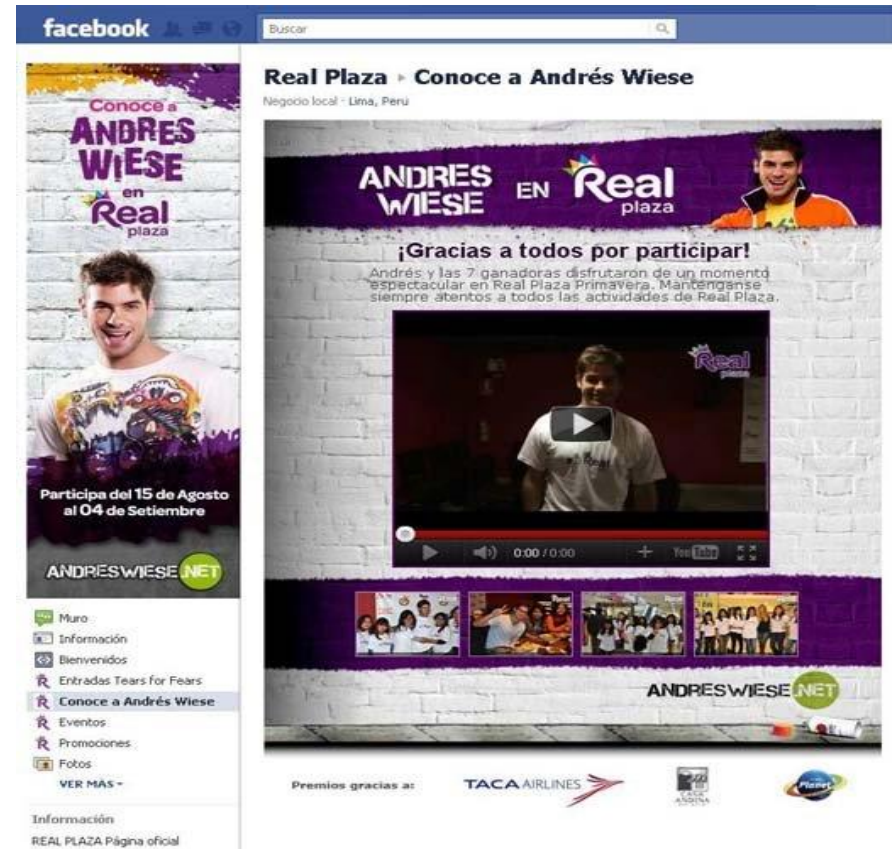 facebook
Buscar
Conoce a
ANDRES
WIESE
en
Real
plaza
Participa del 15 de Agosto
al 04 de Setiembre
ANDRESWIESE.NET
Muro
Información
Bienvenidos
Entradas Tears for Fears
Conoce a Andrés Wiese
Eventos
Promociones
Fotos
VER MÁS
Información
REAL PLAZA Página oficial
Real Plaza Conoce a Andrés Wiese
Negocio local · Lima, Peru
ANDRES
WIESE
EN
Real
plaza
¡Gracias a todos por participar!
Andrés y las 7 ganadoras disfrutaron de un momento
espectacular en Real Plaza Primavera. Manténganse
siempre atentos a todos las actividades de Real Plaza.
Real
plaza
Real
0:00 / 0:00
YouTube
ANDRESWIESE.NET
Premios gracias a:
TACA AIRLINES
CASA
ANDINA
Planet